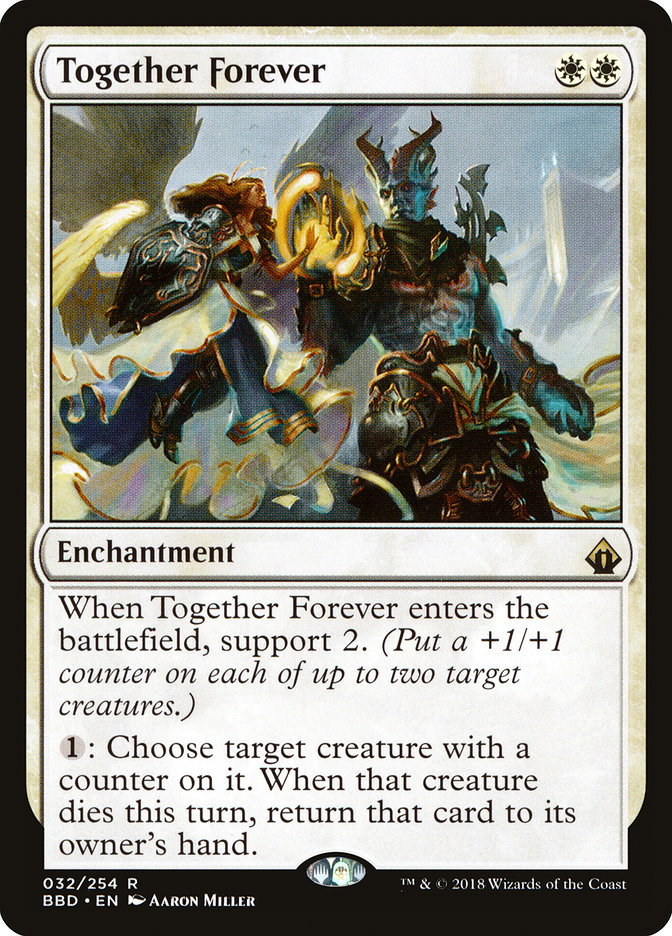 Together Forever
Enchantment
When Together Forever enters the
battlefield, support 2. (Put a +1/+1
counter on each of up to two target
creatures.)
1: Choose target creature with a
counter on it. When that creature
dies this turn, return that card to its
owner's hand.
032/254 R
BBD • EN Aaron Miller
™ & © 2018 Wizards of the Coast